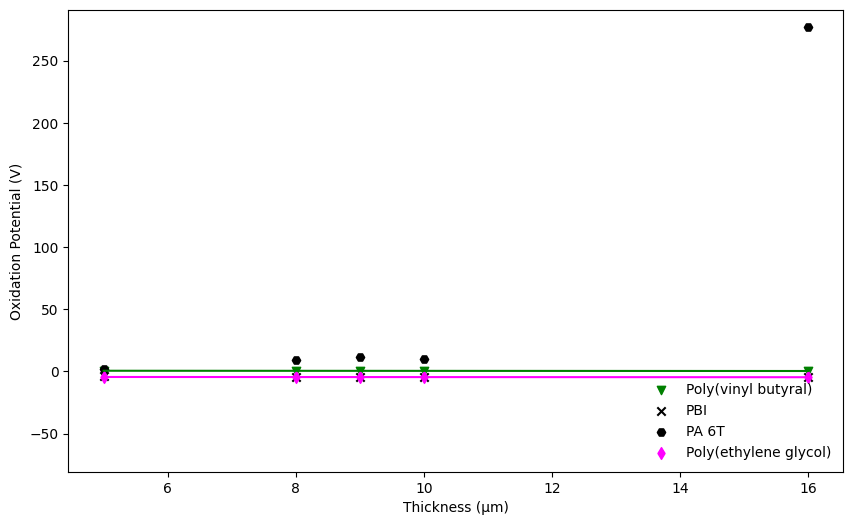 250
200
150
100
50
0
−50
Oxidation Potential (V)
6
8
10
12
14
16
Thickness (µm)
Poly(vinyl butyral)
PBI
PA 6T
Poly(ethylene glycol)